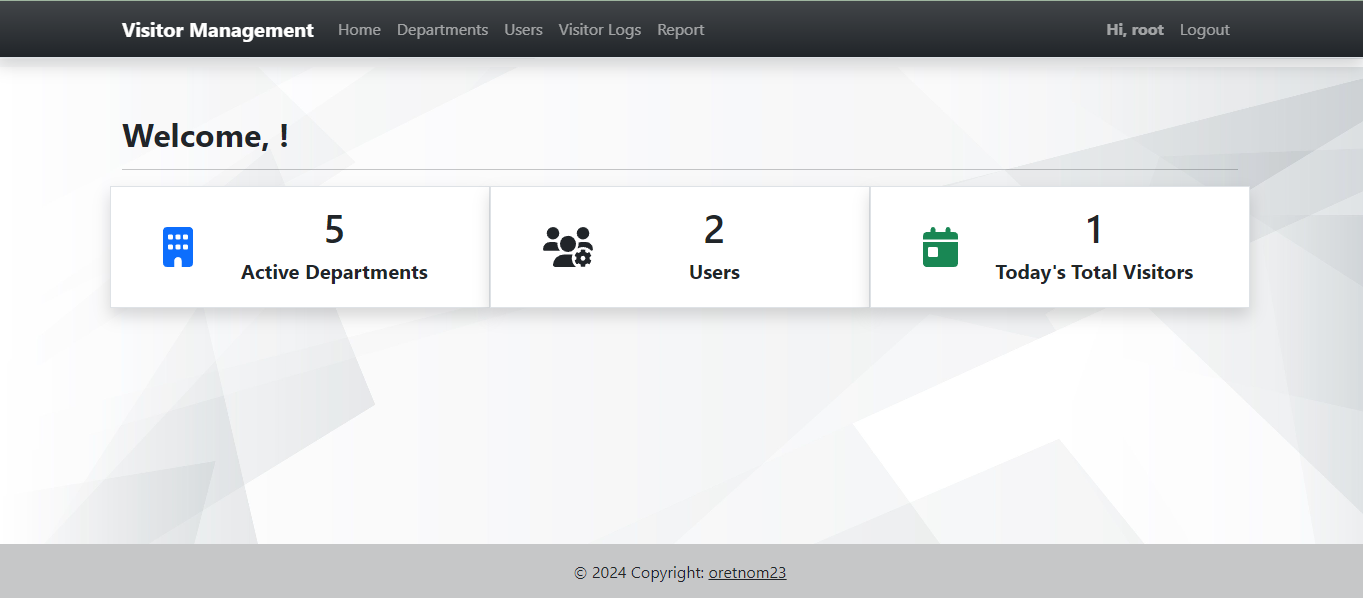 Visitor Management Home Departments Users Visitor Logs Report Hi, root Logout
Welcome, !
5
Active Departments
2
Users
1
Today's Total Visitors
© 2024 Copyright: oretnom23